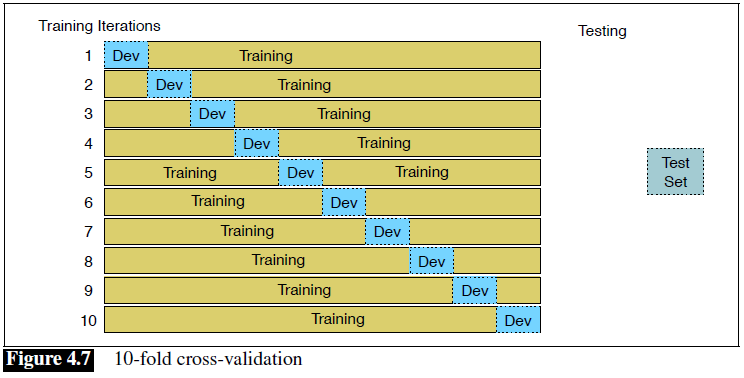 Training Iterations
Testing
1 Dev Training
2 Dev Training
3 Dev Training
4 Dev Training
5 Training Dev Training
6 Training Dev
7 Training Dev
8 Training Dev
9 Training Dev
10 Training Dev
Test
Set
Figure 4.7 10-fold cross-validation